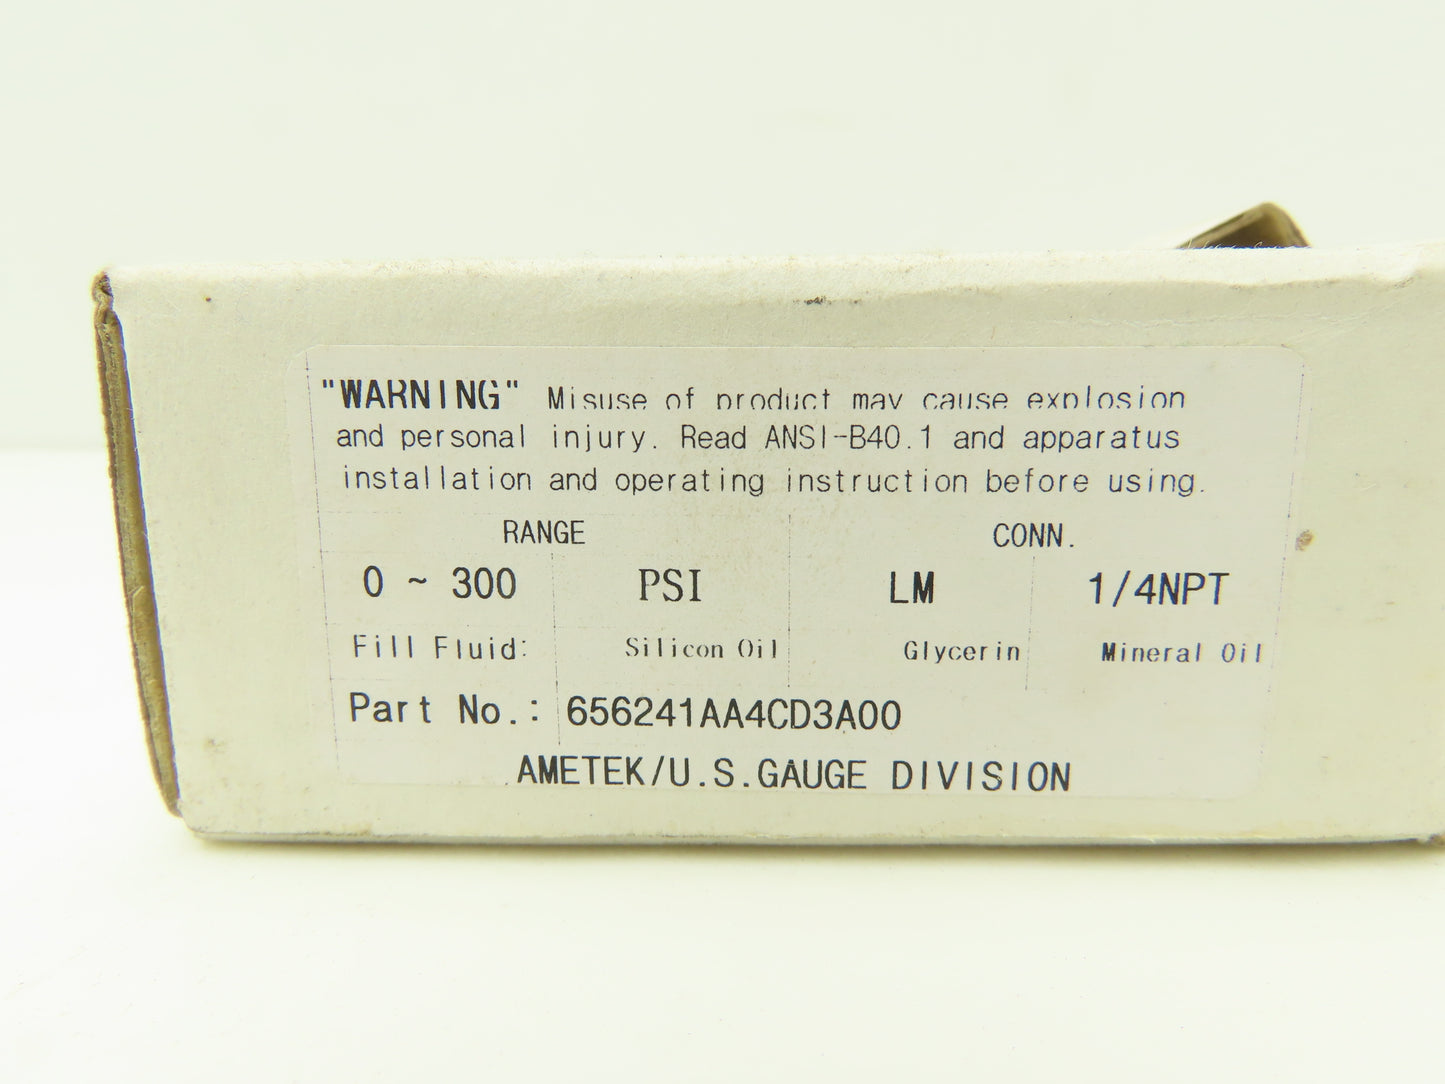 "WARNING" Misuse of product may cause explosion
and personal injury. Read ANSI-B40.1 and apparatus
installation and operating instruction before using.
RANGE CONN.
0 ~ 300 PSI LM 1/4NPT
Fill Fluid: Silicon Oil Glycerin Mineral Oil
Part No.: 656241AA4CD3A00
AMETEK/U.S.GAUGE DIVISION